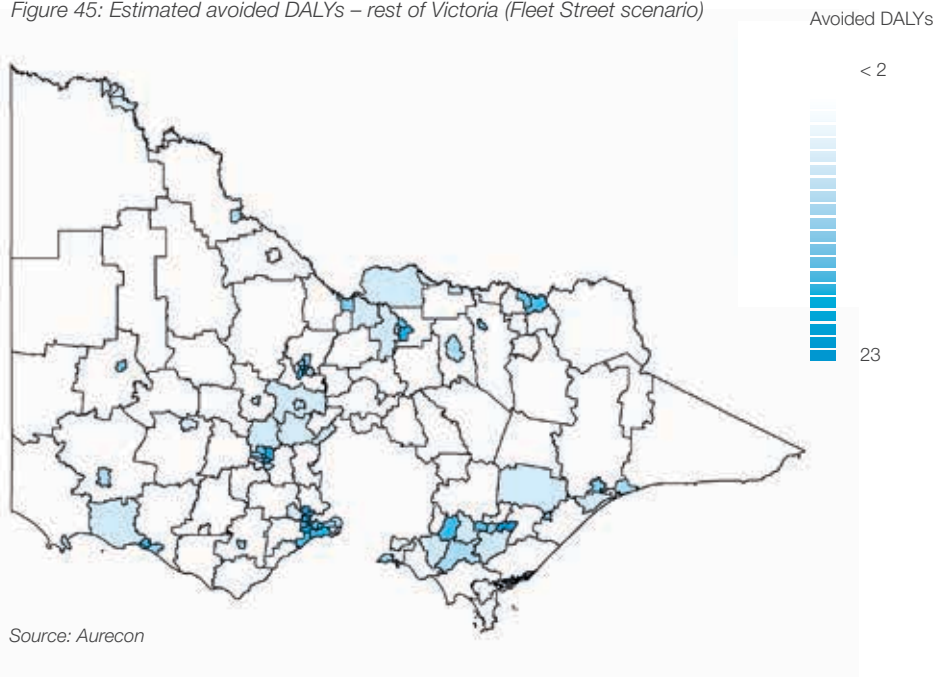 Figure 45: Estimated avoided DALYs – rest of Victoria (Fleet Street scenario)
Avoided DALYs
< 2
23
Source: Aurecon